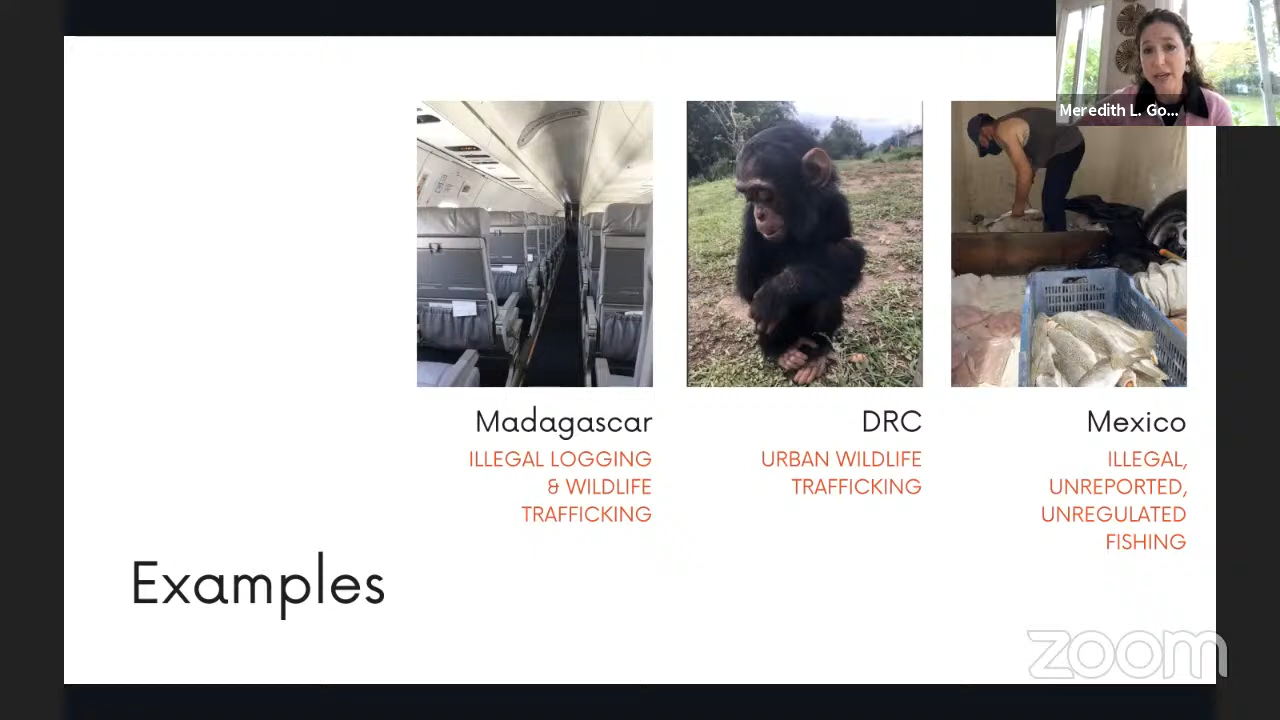 Meredith L. Go...
Madagascar
ILLEGAL LOGGING
& WILDLIFE
TRAFFICKING
DRC
URBAN WILDLIFE
TRAFFICKING
Mexico
ILLEGAL,
UNREPORTED,
UNREGULATED
FISHING
Examples
zoom